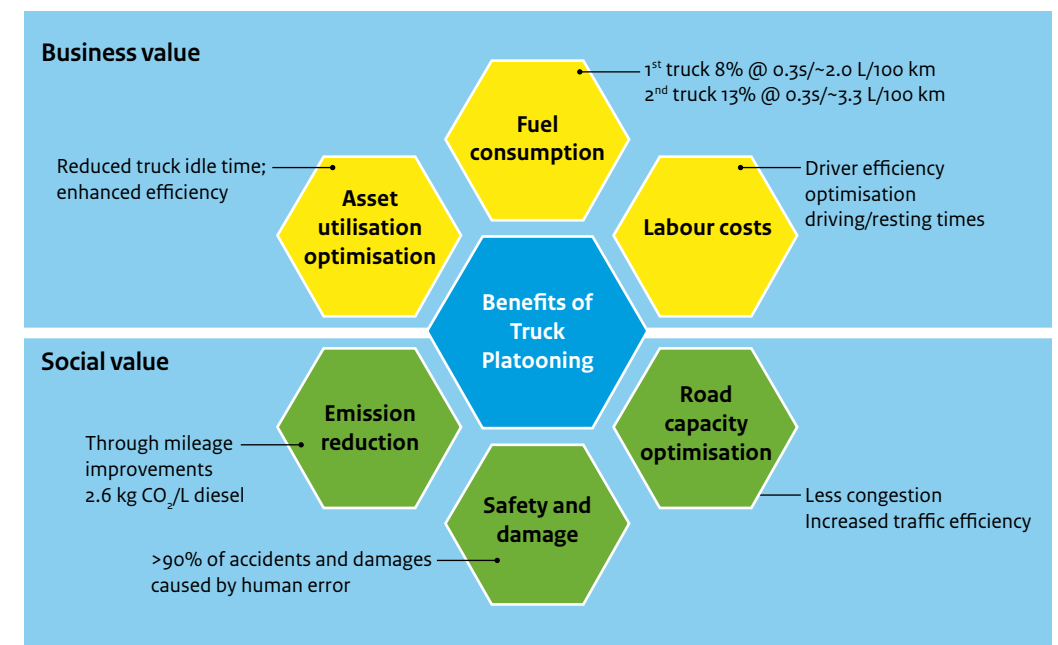 Business value
1st truck 8% @ 0.3s/~2.0 L/100 km
2nd truck 13% @ 0.3s/~3.3 L/100 km
Fuel
consumption
Reduced truck idle time;
enhanced efficiency
Asset
utilisation
optimisation
Driver efficiency
optimisation
driving/resting times
Labour costs
Benefits of
Truck
Platooning
Social value
Emission
reduction
Through mileage
improvements
2.6 kg CO₂/L diesel
Road
capacity
optimisation
Less congestion
Increased traffic efficiency
Safety and
damage
>90% of accidents and damages
caused by human error